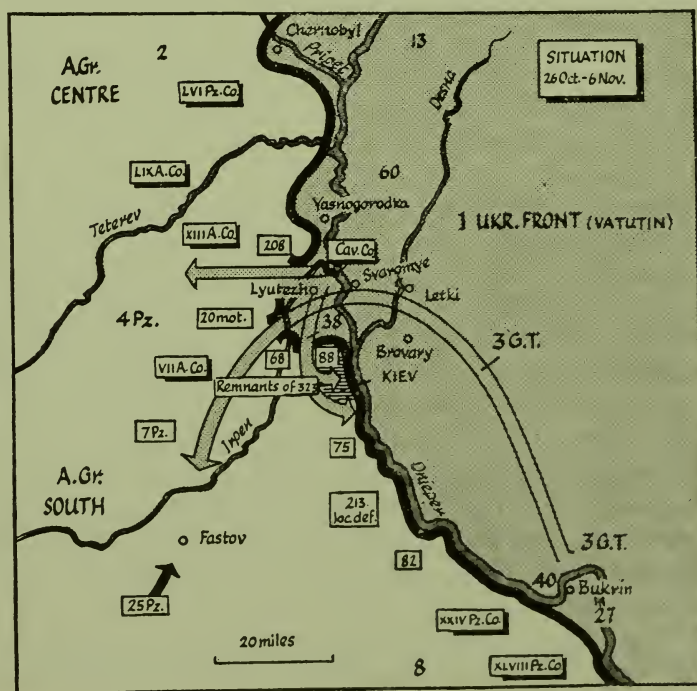 Chernobyl
2
13
Pripet
SITUATION
26 Oct.-6 Nov.
A.Gr.
CENTRE
LVI Pz.Co.
Desna
LIX A.Co.
60
Yasnogorodka
1 UKR. FRONT (VATUTIN)
Teterev
XIII A.Co
208
Cav.Co.
Svaromye
Lyutezh
Letki
4 Pz.
20 mot.
38
3 G.T.
68
88
Brovary
VII A.Co.
KIEV
Remnants of 323
7 Pz.
Irpen
75
A.Gr.
SOUTH
Dnieper
213
loc.def.
Fastov
3 G.T.
82
40
Bukrin
25 Pz.
27
XXIV Pz.Co
20 miles
8
XLVIII Pz.Co